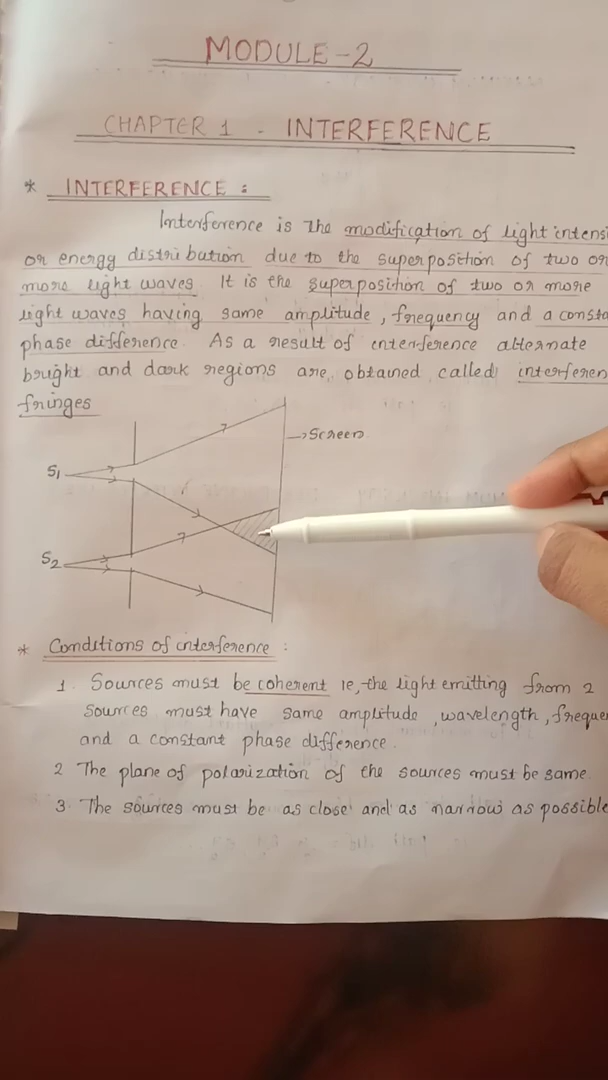 MODULE-2
CHAPTER 1 - INTERFERENCE
* INTERFERENCE :
Interference is the modification of light intens
or energy distribution due to the superposition of two or
more light waves. It is the superposition of two or more
light waves having same amplitude, frequency and a consta
phase difference. As a result of interference alternate
bright and dark regions are obtained called interferen
fringes
→Screen
S1
S2
* Conditions of interference :
1. Sources must be coherent ie, the light emitting from 2
sources must have same amplitude, wavelength, freque
and a constant phase difference.
2 The plane of polarization of the sources must be same
3. The sources must be as close and as narrow as possible